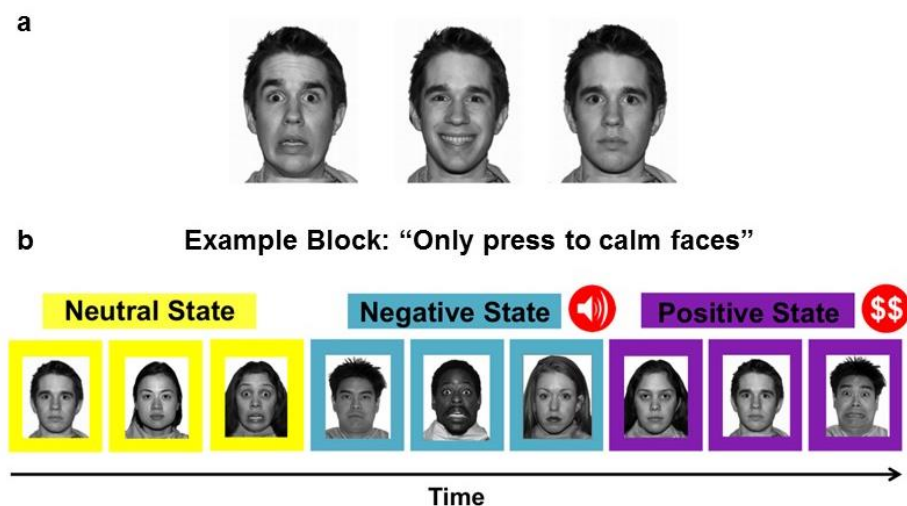 a
b
Example Block: “Only press to calm faces”
Neutral State
Negative State
Positive State
$$
Time